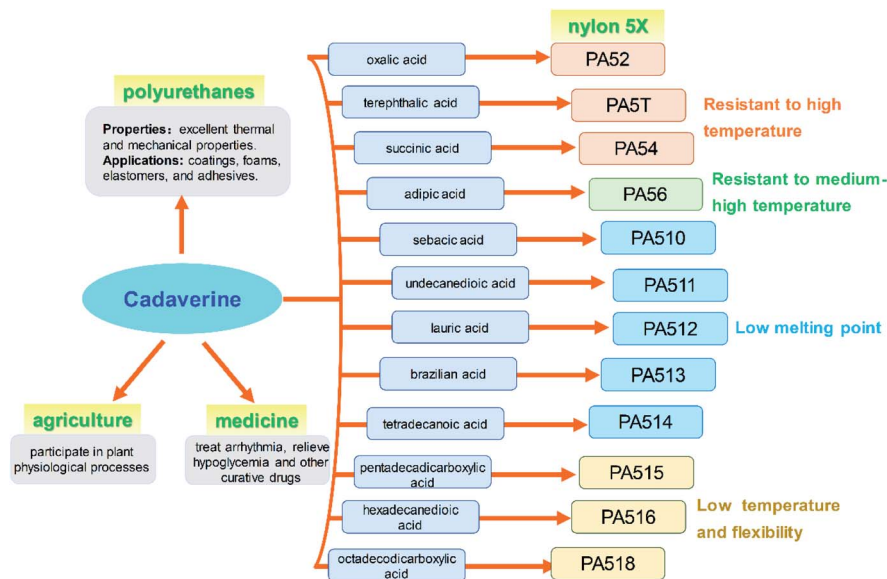 polyurethanes
Properties: excellent thermal
and mechanical properties.
Applications: coatings, foams,
elastomers, and adhesives.
Cadaverine
agriculture
participate in plant
physiological processes
medicine
treat arrhythmia, relieve
hypoglycemia and other
curative drugs
nylon 5X
oxalic acid
PA52
terephthalic acid
PA5T
succinic acid
PA54
Resistant to high
temperature
adipic acid
PA56
Resistant to medium-
high temperature
sebacic acid
PA510
undecanedioic acid
PA511
lauric acid
PA512
brazilian acid
PA513
tetradecanoic acid
PA514
Low melting point
pentadecadicarboxylic
acid
PA515
hexadecanedioic
acid
PA516
octadecodicarboxylic
acid
PA518
Low temperature
and flexibility